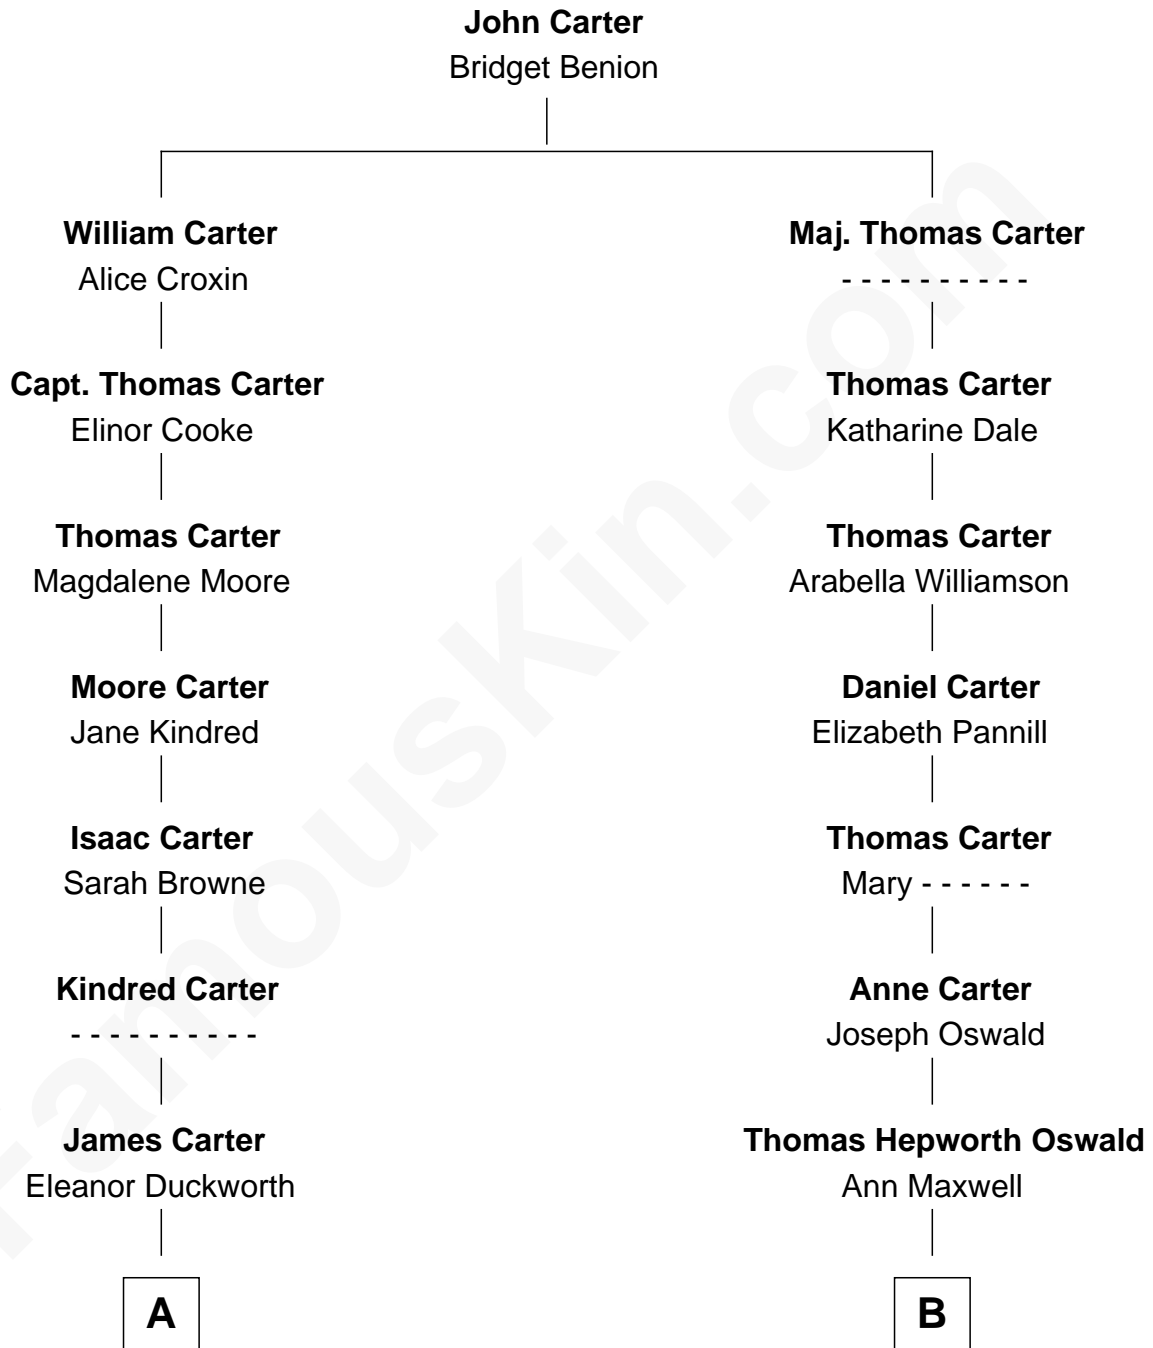 John Carter
Bridget Benion
William Carter
Alice Croxin
Maj. Thomas Carter
- - - - - - - - - -
Capt. Thomas Carter
Elinor Cooke
Thomas Carter
Katharine Dale
Thomas Carter
Magdalene Moore
Thomas Carter
Arabella Williamson
Moore Carter
Jane Kindred
Daniel Carter
Elizabeth Pannill
Isaac Carter
Sarah Browne
Thomas Carter
Mary - - - - - -
Kindred Carter
- - - - - - - - - -
Anne Carter
Joseph Oswald
James Carter
Eleanor Duckworth
Thomas Hepworth Oswald
Ann Maxwell
A
B
FamousKin.com